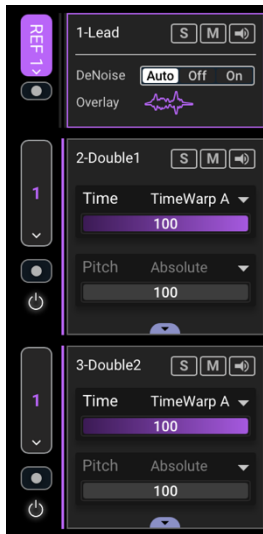 REF 1
1-Lead S M
DeNoise Auto Off On
Overlay
1
2-Double1 S M
Time TimeWarp A
100
Pitch Absolute
100
1
3-Double2 S M
Time TimeWarp A
100
Pitch Absolute
100